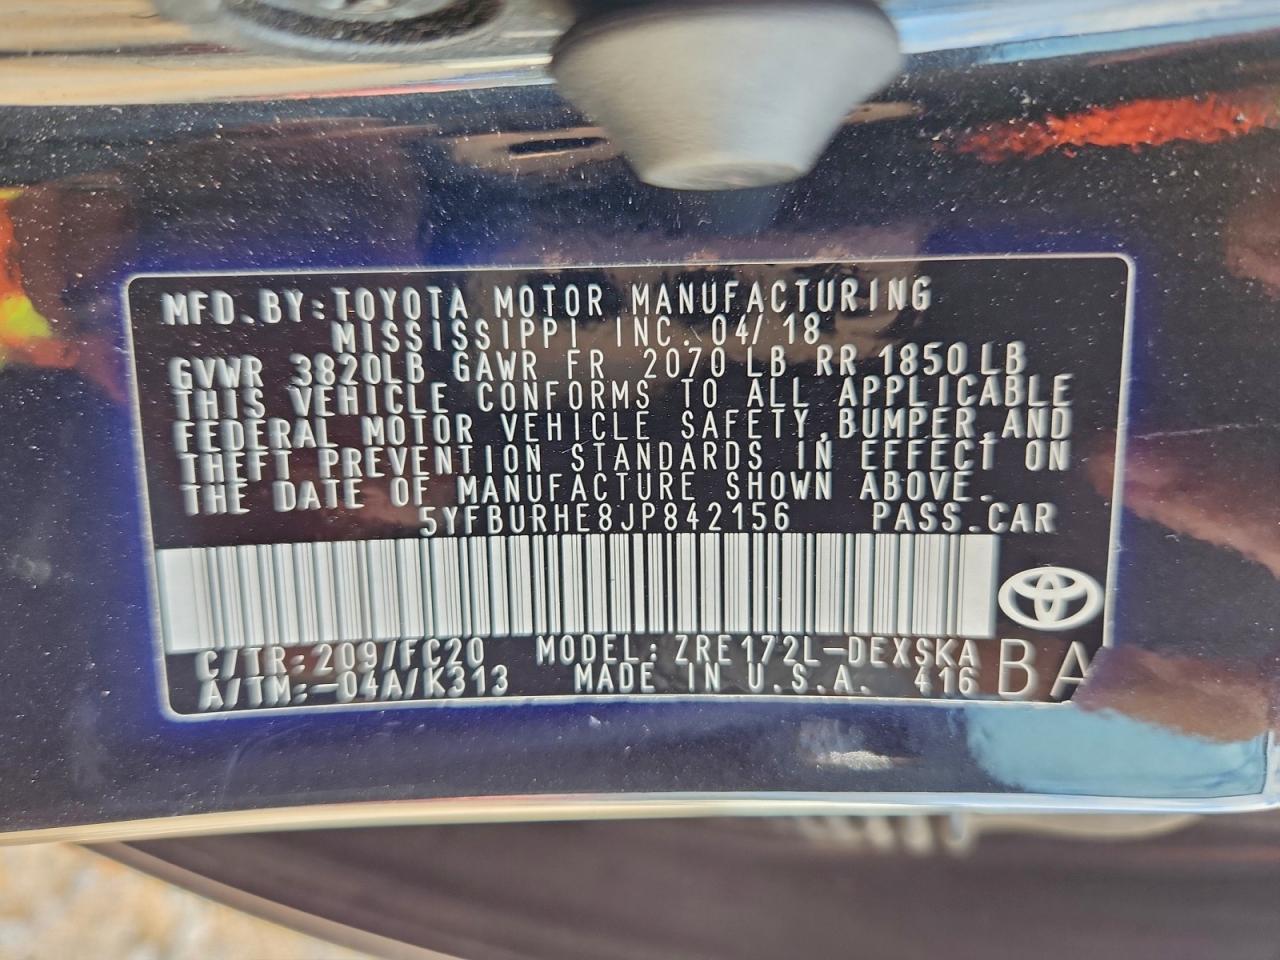 MFD. BY: TOYOTA MOTOR MANUFACTURING
MISSISSIPPI INC. 04/18
GVWR 3820LB GAWR FR 2070 LB RR 1850 LB
THIS VEHICLE CONFORMS TO ALL APPLICABLE
FEDERAL MOTOR VEHICLE SAFETY, BUMPER, AND
THEFT PREVENTION STANDARDS IN EFFECT ON
THE DATE OF MANUFACTURE SHOWN ABOVE.
5YFBURHE8JP842156 PASS. CAR
C/TR: 209/FC20 MODEL: ZRE172L-DEXSKA
A/TM: -04A/K313 MADE IN U.S.A. 416 BA